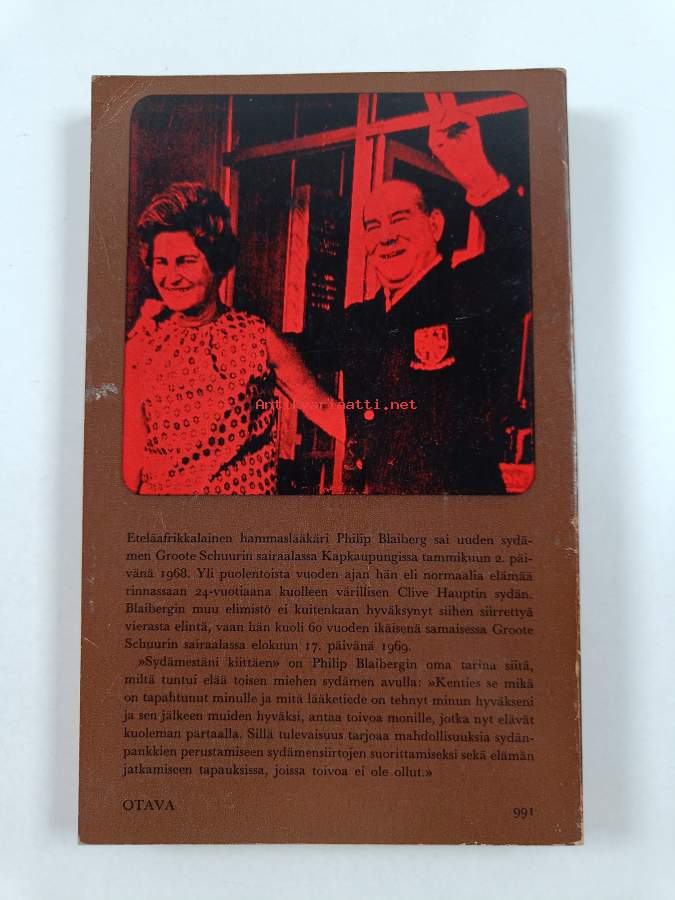 Antikvariaatti.net
Eteläafrikkalainen hammaslääkäri Philip Blaiberg sai uuden sydä-
men Groote Schuurin sairaalassa Kapkaupungissa tammikuun 2. päi-
vänä 1968. Yli puolentoista vuoden ajan hän eli normaalia elämää
rinnassaan 24-vuotiaana kuolleen värillisen Clive Hauptin sydän.
Blaibergin muu elimistö ei kuitenkaan hyväksynyt siihen siirrettyä
vierasta elintä, vaan hän kuoli 60 vuoden ikäisenä samaisessa Groote
Schuurin sairaalassa elokuun 17. päivänä 1969.
»Sydämestäni kiittäen» on Philip Blaibergin oma tarina siitä,
miltä tuntui elää toisen miehen sydämen avulla: »Kenties se mikä
on tapahtunut minulle ja mitä lääketiede on tehnyt minun hyväkseni
ja sen jälkeen muiden hyväksi, antaa toivoa monille, jotka nyt elävät
kuoleman partaalla. Sillä tulevaisuus tarjoaa mahdollisuuksia sydän-
pankkien perustamiseen sydämensiirtojen suorittamiseksi sekä elämän
jatkamiseen tapauksissa, joissa toivoa ei ole ollut.»
OTAVA
991